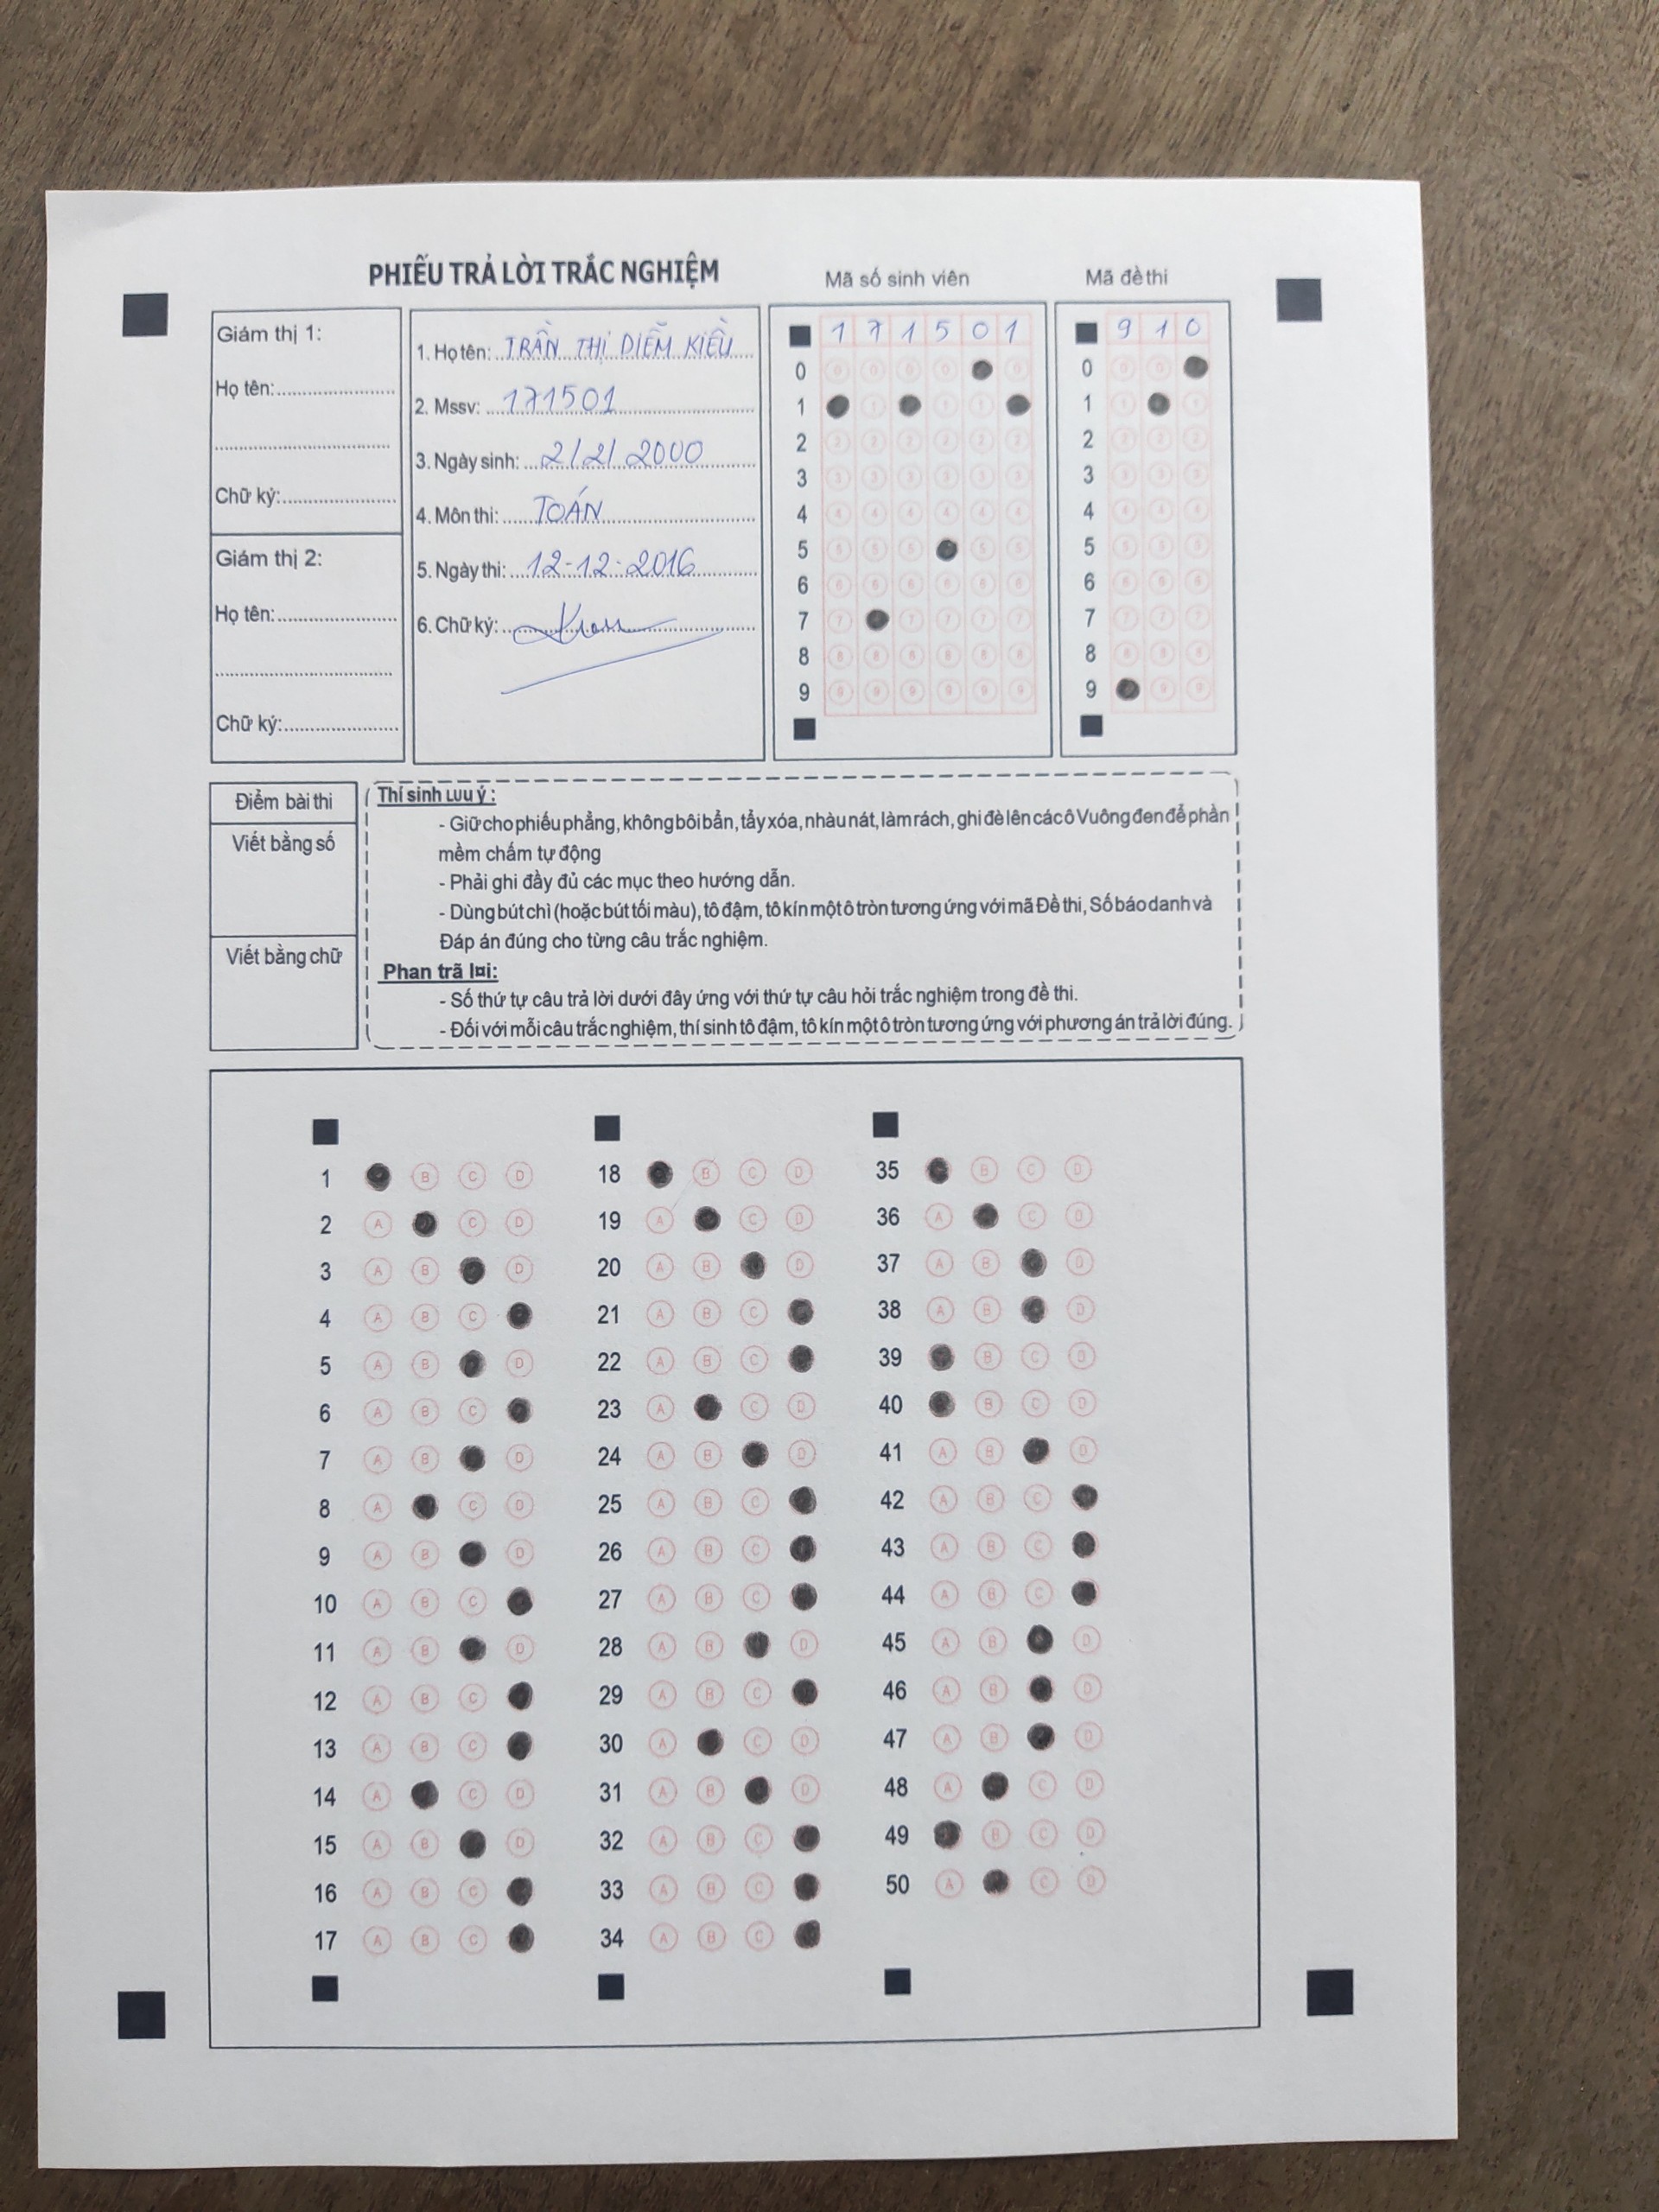 PHIẾU TRẢ LỜI TRẮC NGHIỆM
Mã số sinh viên
Mã đề thi
Giám thị 1:
Họ tên:
Chữ ký:
Giám thị 2:
Họ tên:
Chữ ký:
1. Họ tên: TRẦN THỊ DIỄM KIỀU
2. Mssv: 171501
3. Ngày sinh: 2/2/2000
4. Môn thi: TOÁN
5. Ngày thi: 12-12-2016
6. Chữ ký:
1 7 1 5 0 1
0 0 0 0 0
1 1 1 1
2 2 2 2 2 2 2
3 3 3 3 3 3 3
4 4 4 4 4 4 4
5 5 5 5 5 5
6 6 6 6 6 6 6
7 7 7 7 7 7
8 8 8 8 8 8 8
9 9 9 9 9 9 9
9 1 0
0 0 0
1 1 1
2 2 2 2
3 3 3 3
4 4 4 4
5 5 5 5
6 6 6 6
7 7 7 7
8 8 8 8
9 9 9
Điểm bài thi
Viết bằng số
Viết bằng chữ
Thí sinh LƯU ý :
- Giữ cho phiếu phẳng, không bôi bẩn, tẩy xóa, nhàu nát, làm rách, ghi đè lên các ô Vuông đen để phần
mềm chấm tự động
- Phải ghi đầy đủ các mục theo hướng dẫn.
- Dùng bút chì (hoặc bút tối màu), tô đậm, tô kín một ô tròn tương ứng với mã Đề thi, Số báo danh và
Đáp án đúng cho từng câu trắc nghiệm.
Phan trã l¤i:
- Số thứ tự câu trả lời dưới đây ứng với thứ tự câu hỏi trắc nghiệm trong đề thi.
- Đối với mỗi câu trắc nghiệm, thí sinh tô đậm, tô kín một ô tròn tương ứng với phương án trả lời đúng.
1 B C D
2 A C D
3 A B D
4 A B C
5 A B D
6 A B C
7 A B D
8 A C D
9 A B D
10 A B C
11 A B D
12 A B C
13 A B C
14 A C D
15 A B D
16 A B C
17 A B C
18 B C D
19 A C D
20 A B D
21 A B C
22 A B C
23 A C D
24 A B D
25 A B C
26 A B C
27 A B C
28 A B D
29 A B C
30 A C D
31 A B D
32 A B C
33 A B C
34 A B C
35 B C D
36 A C D
37 A B D
38 A B D
39 B C D
40 B C D
41 A B D
42 A B C
43 A B C
44 A B C
45 A B D
46 A B D
47 A B D
48 A C D
49 B C D
50 A C D